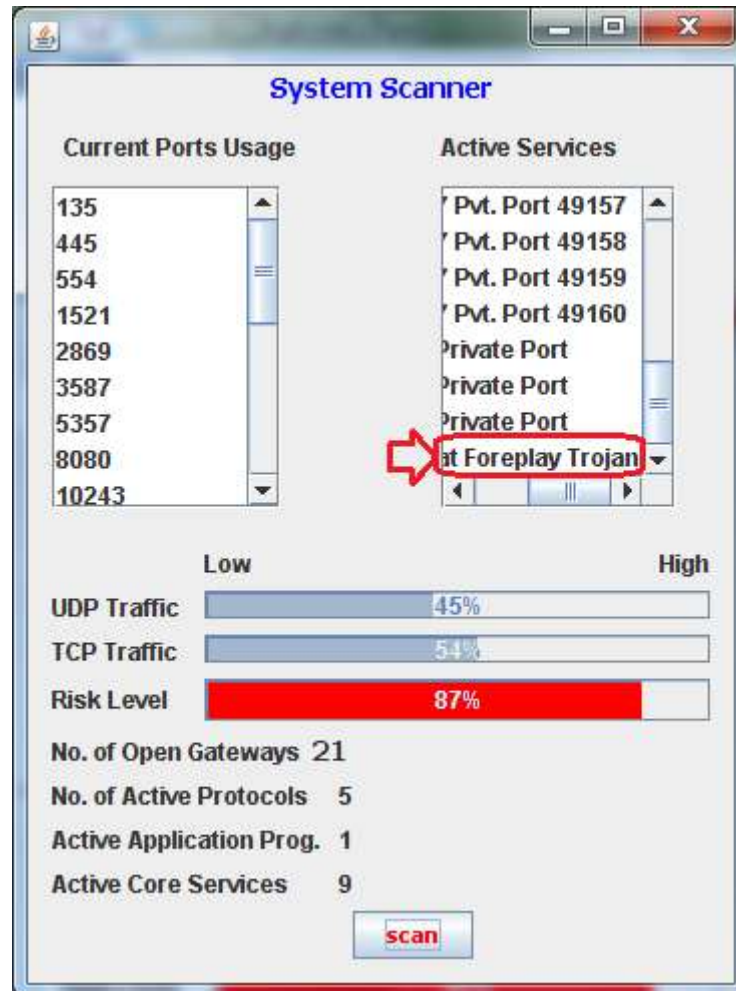 System Scanner
Current Ports Usage
135
445
554
1521
2869
3587
5357
8080
10243
Active Services
Pvt. Port 49157
Pvt. Port 49158
Pvt. Port 49159
Pvt. Port 49160
Private Port
Private Port
Private Port
at Foreplay Trojan
Low High
UDP Traffic 45%
TCP Traffic 54%
Risk Level 87%
No. of Open Gateways 21
No. of Active Protocols 5
Active Application Prog. 1
Active Core Services 9
scan